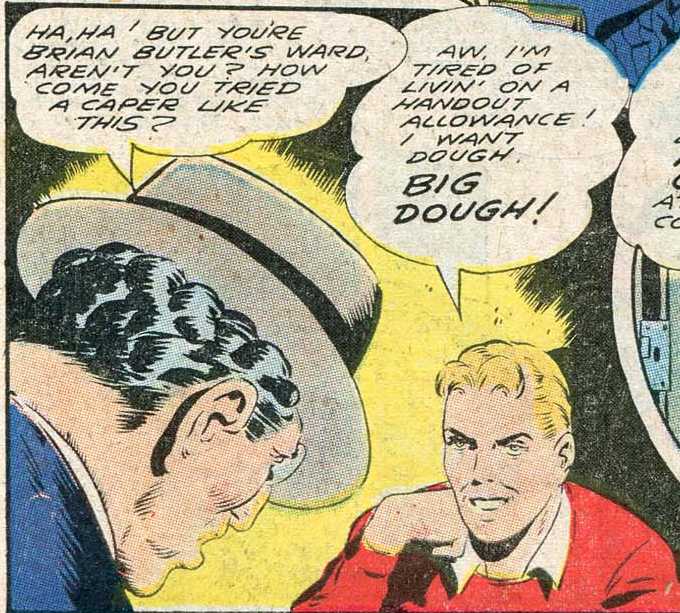 HA, HA! BUT YOU'RE
BRIAN BUTLER'S WARD,
AREN'T YOU? HOW
COME YOU TRIED
A CAPER LIKE
THIS?
AW, I'M
TIRED OF
LIVIN' ON A
HANDOUT
ALLOWANCE!
I WANT
DOUGH,
BIG
DOUGH!